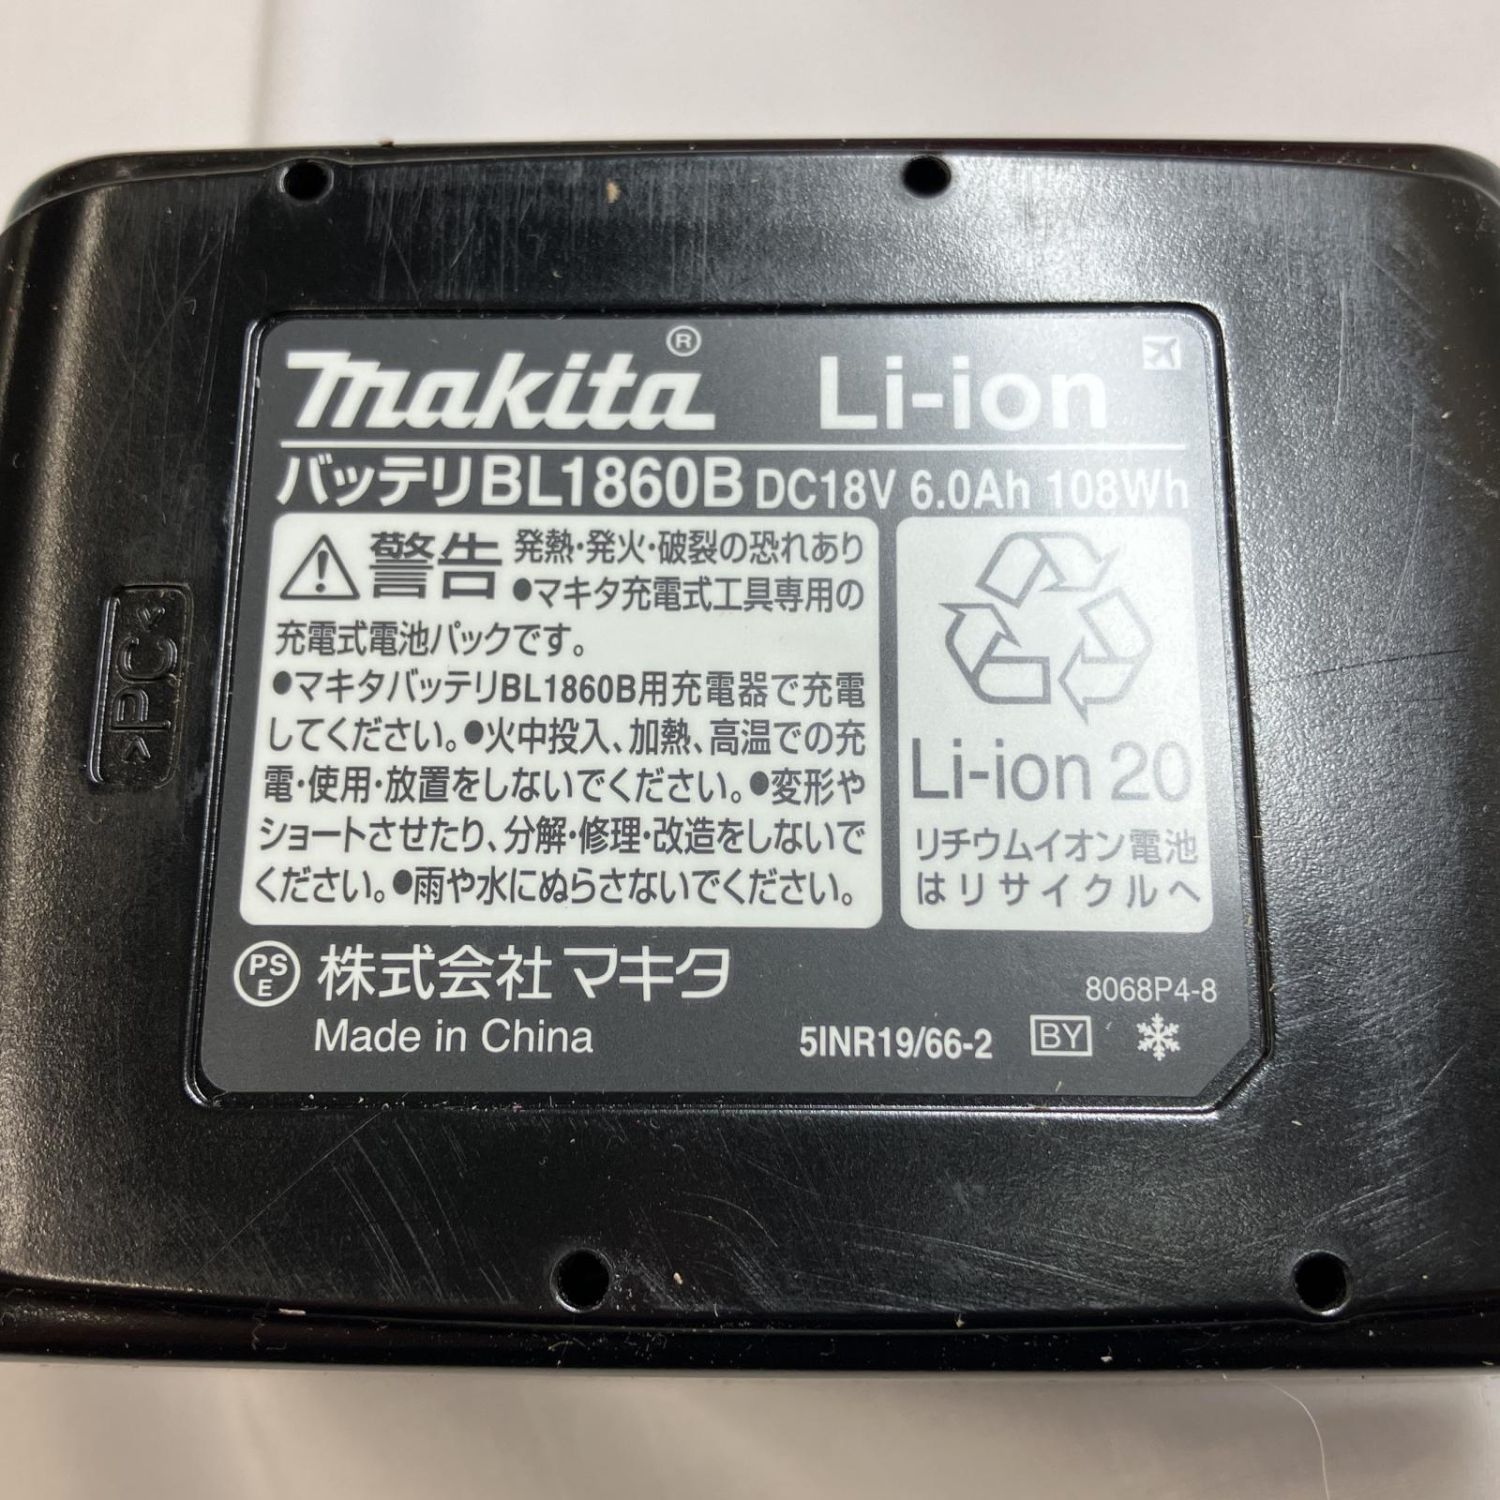 makita® Li-ion
バッテリBL1860B DC18V 6.0Ah 108Wh
警告 発熱・発火・破裂の恐れあり
●マキタ充電式工具専用の
充電式電池パックです。
●マキタバッテリBL1860B用充電器で充電
してください。●火中投入、加熱、高温での充
電・使用・放置をしないでください。●変形や
ショートさせたり、分解・修理・改造をしないで
ください。●雨や水にぬらさないでください。
Li-ion 20
リチウムイオン電池
はリサイクルへ
PSE 株式会社マキタ
8068P4-8
Made in China
5INR19/66-2 BY
>PC<